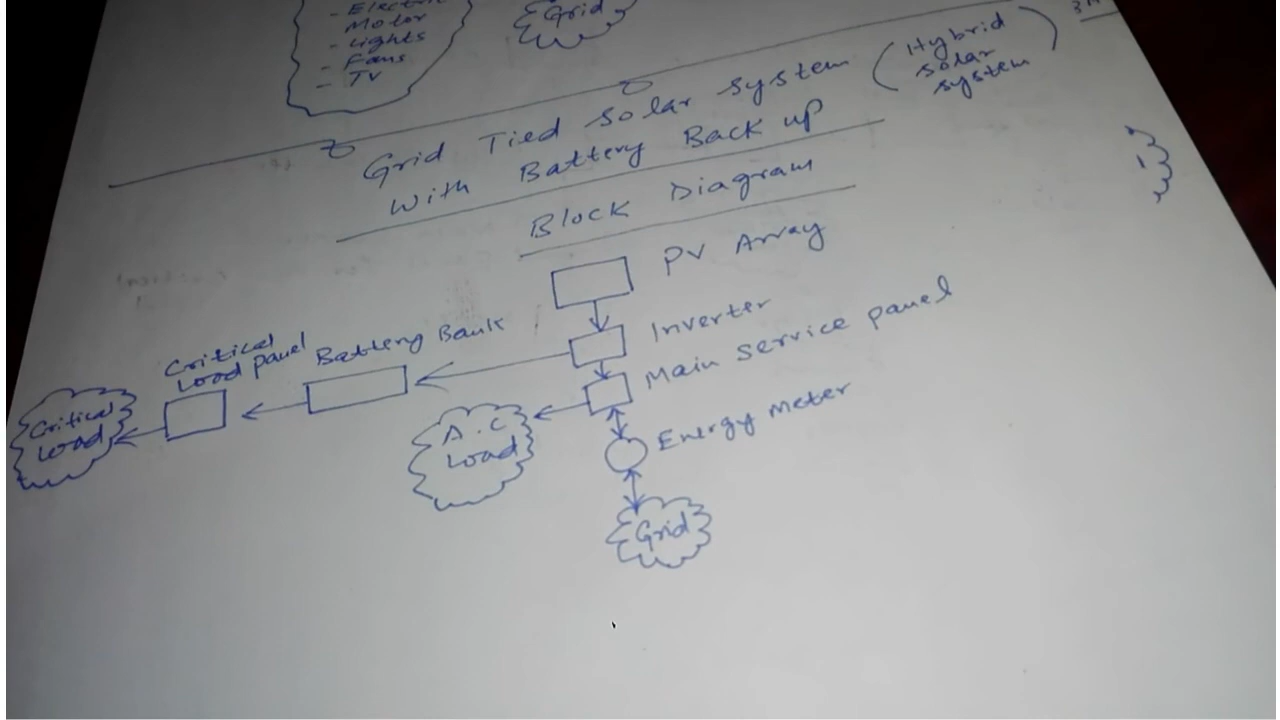 - Electric
Motor
- Lights
- Fans
- TV
Grid
Grid Tied Solar System
With Battery Back up
(Hybrid
Solar
system)
Block Diagram
PV Array
Inverter
Main service panel
Energy Meter
Grid
A.C
Load
Battery Bank
Critical
Load panel
Critical
Load